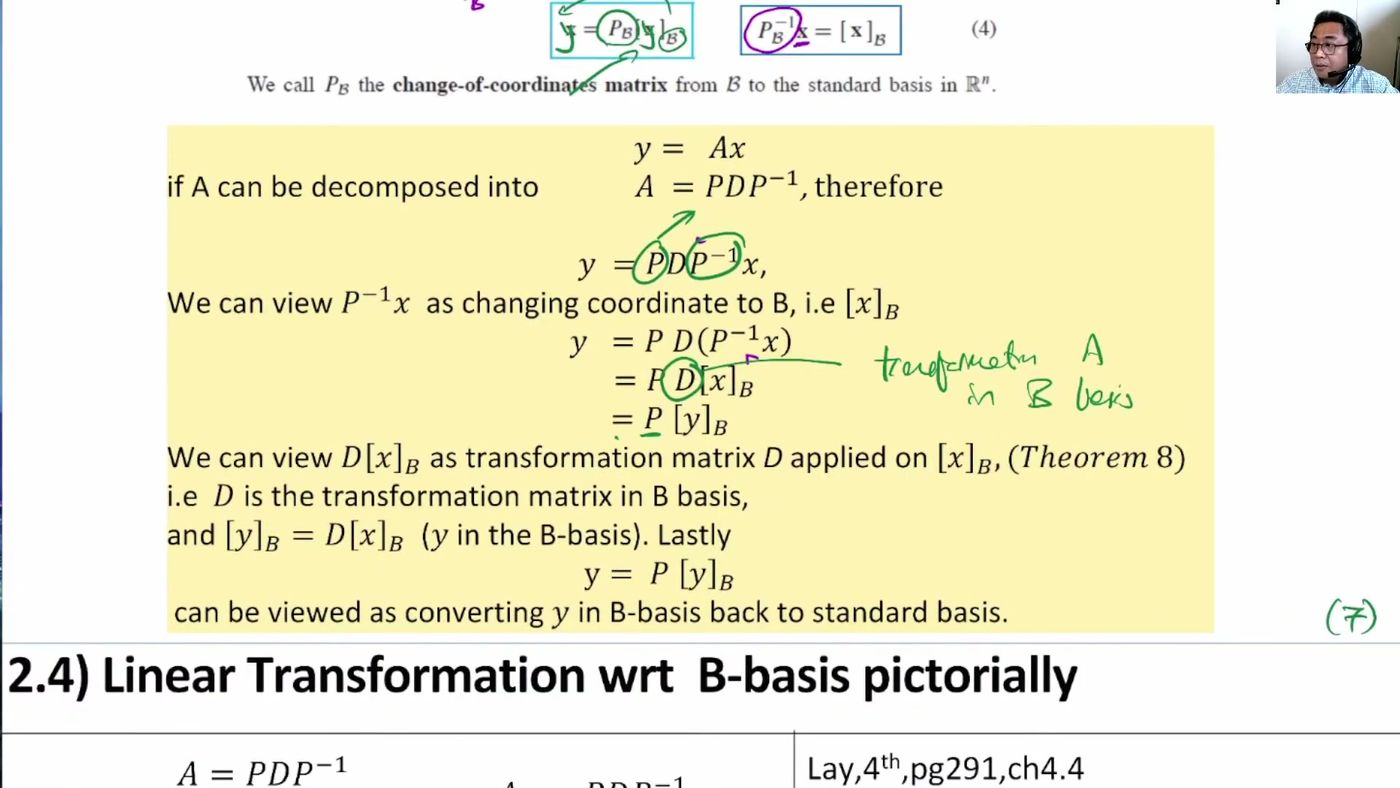 y = P_B [y]_B    P_B^{-1} x = [x]_B    (4)
We call P_B the change-of-coordinates matrix from B to the standard basis in ℝⁿ.
y = Ax
if A can be decomposed into A = PDP⁻¹, therefore
y = PDP⁻¹x,
We can view P⁻¹x as changing coordinate to B, i.e [x]_B
y = P D(P⁻¹x)
= P D[x]_B
= P [y]_B
transformation A
in B basis
We can view D[x]_B as transformation matrix D applied on [x]_B, (Theorem 8)
i.e D is the transformation matrix in B basis,
and [y]_B = D[x]_B (y in the B-basis). Lastly
y = P [y]_B
can be viewed as converting y in B-basis back to standard basis.
(7)
2.4) Linear Transformation wrt B-basis pictorially
A = PDP⁻¹
Lay,4ᵗʰ,pg291,ch4.4